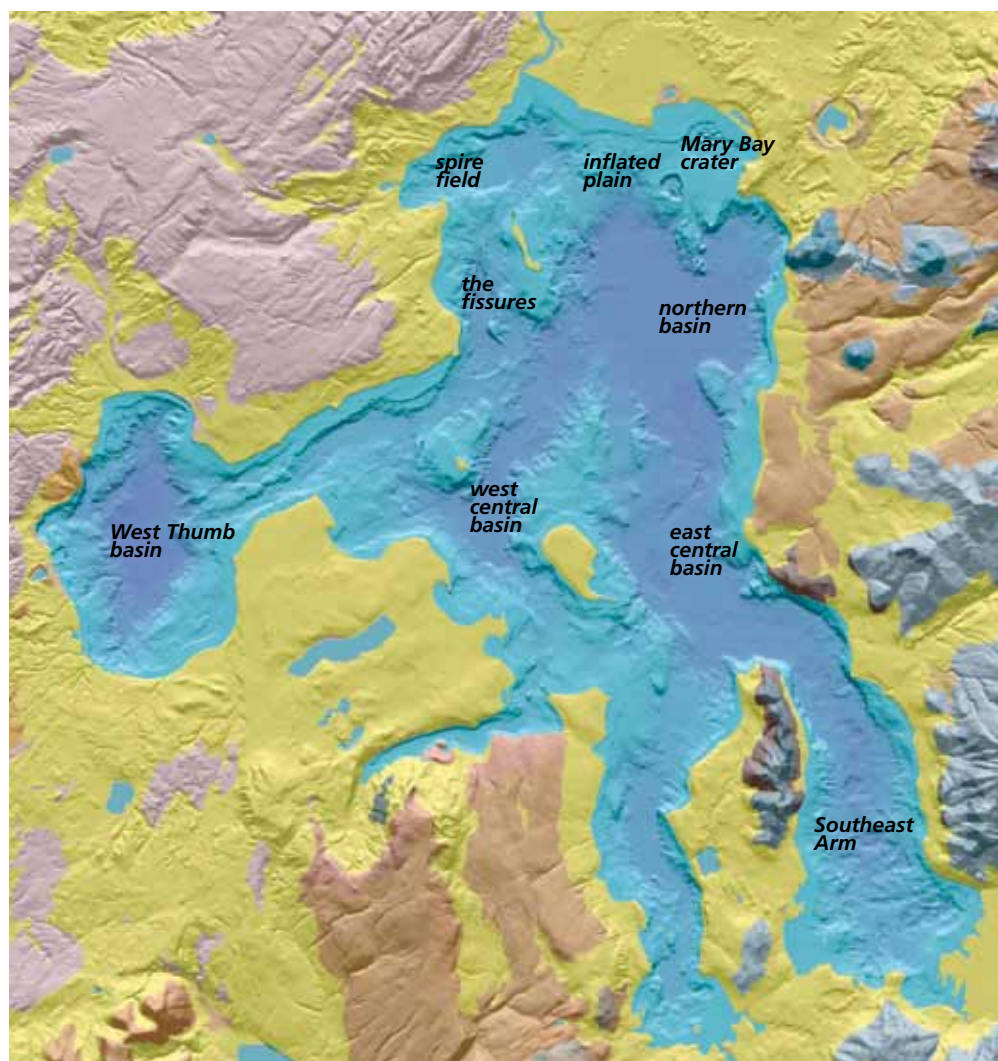 spire
field
inflated
plain
Mary Bay
crater
the
fissures
northern
basin
west
central
basin
West Thumb
basin
east
central
basin
Southeast
Arm